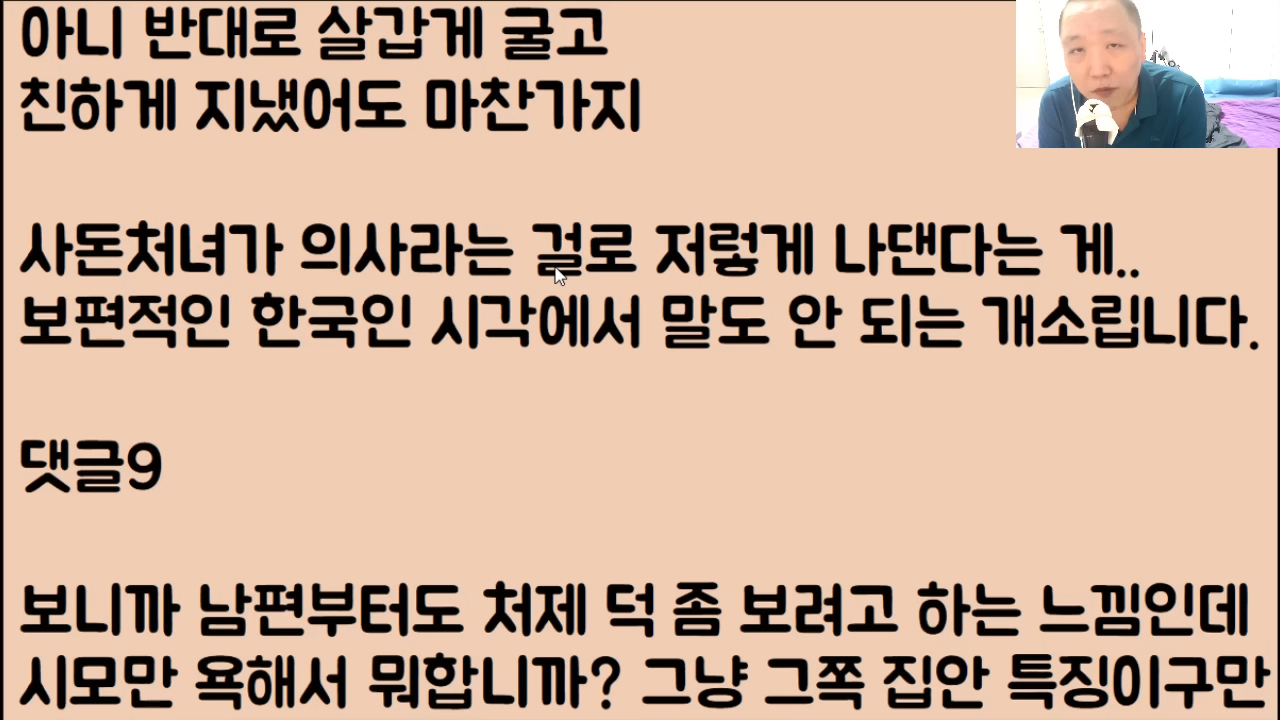 아니 반대로 살갑게 굴고
친하게 지냈어도 마찬가지
사돈처녀가 의사라는 걸로 저렇게 나댄다는 게..
보편적인 한국인 시각에서 말도 안 되는 개소립니다.
댓글9
보니까 남편부터도 처제 덕 좀 보려고 하는 느낌인데
시모만 욕해서 뭐합니까? 그냥 그쪽 집안 특징이구만